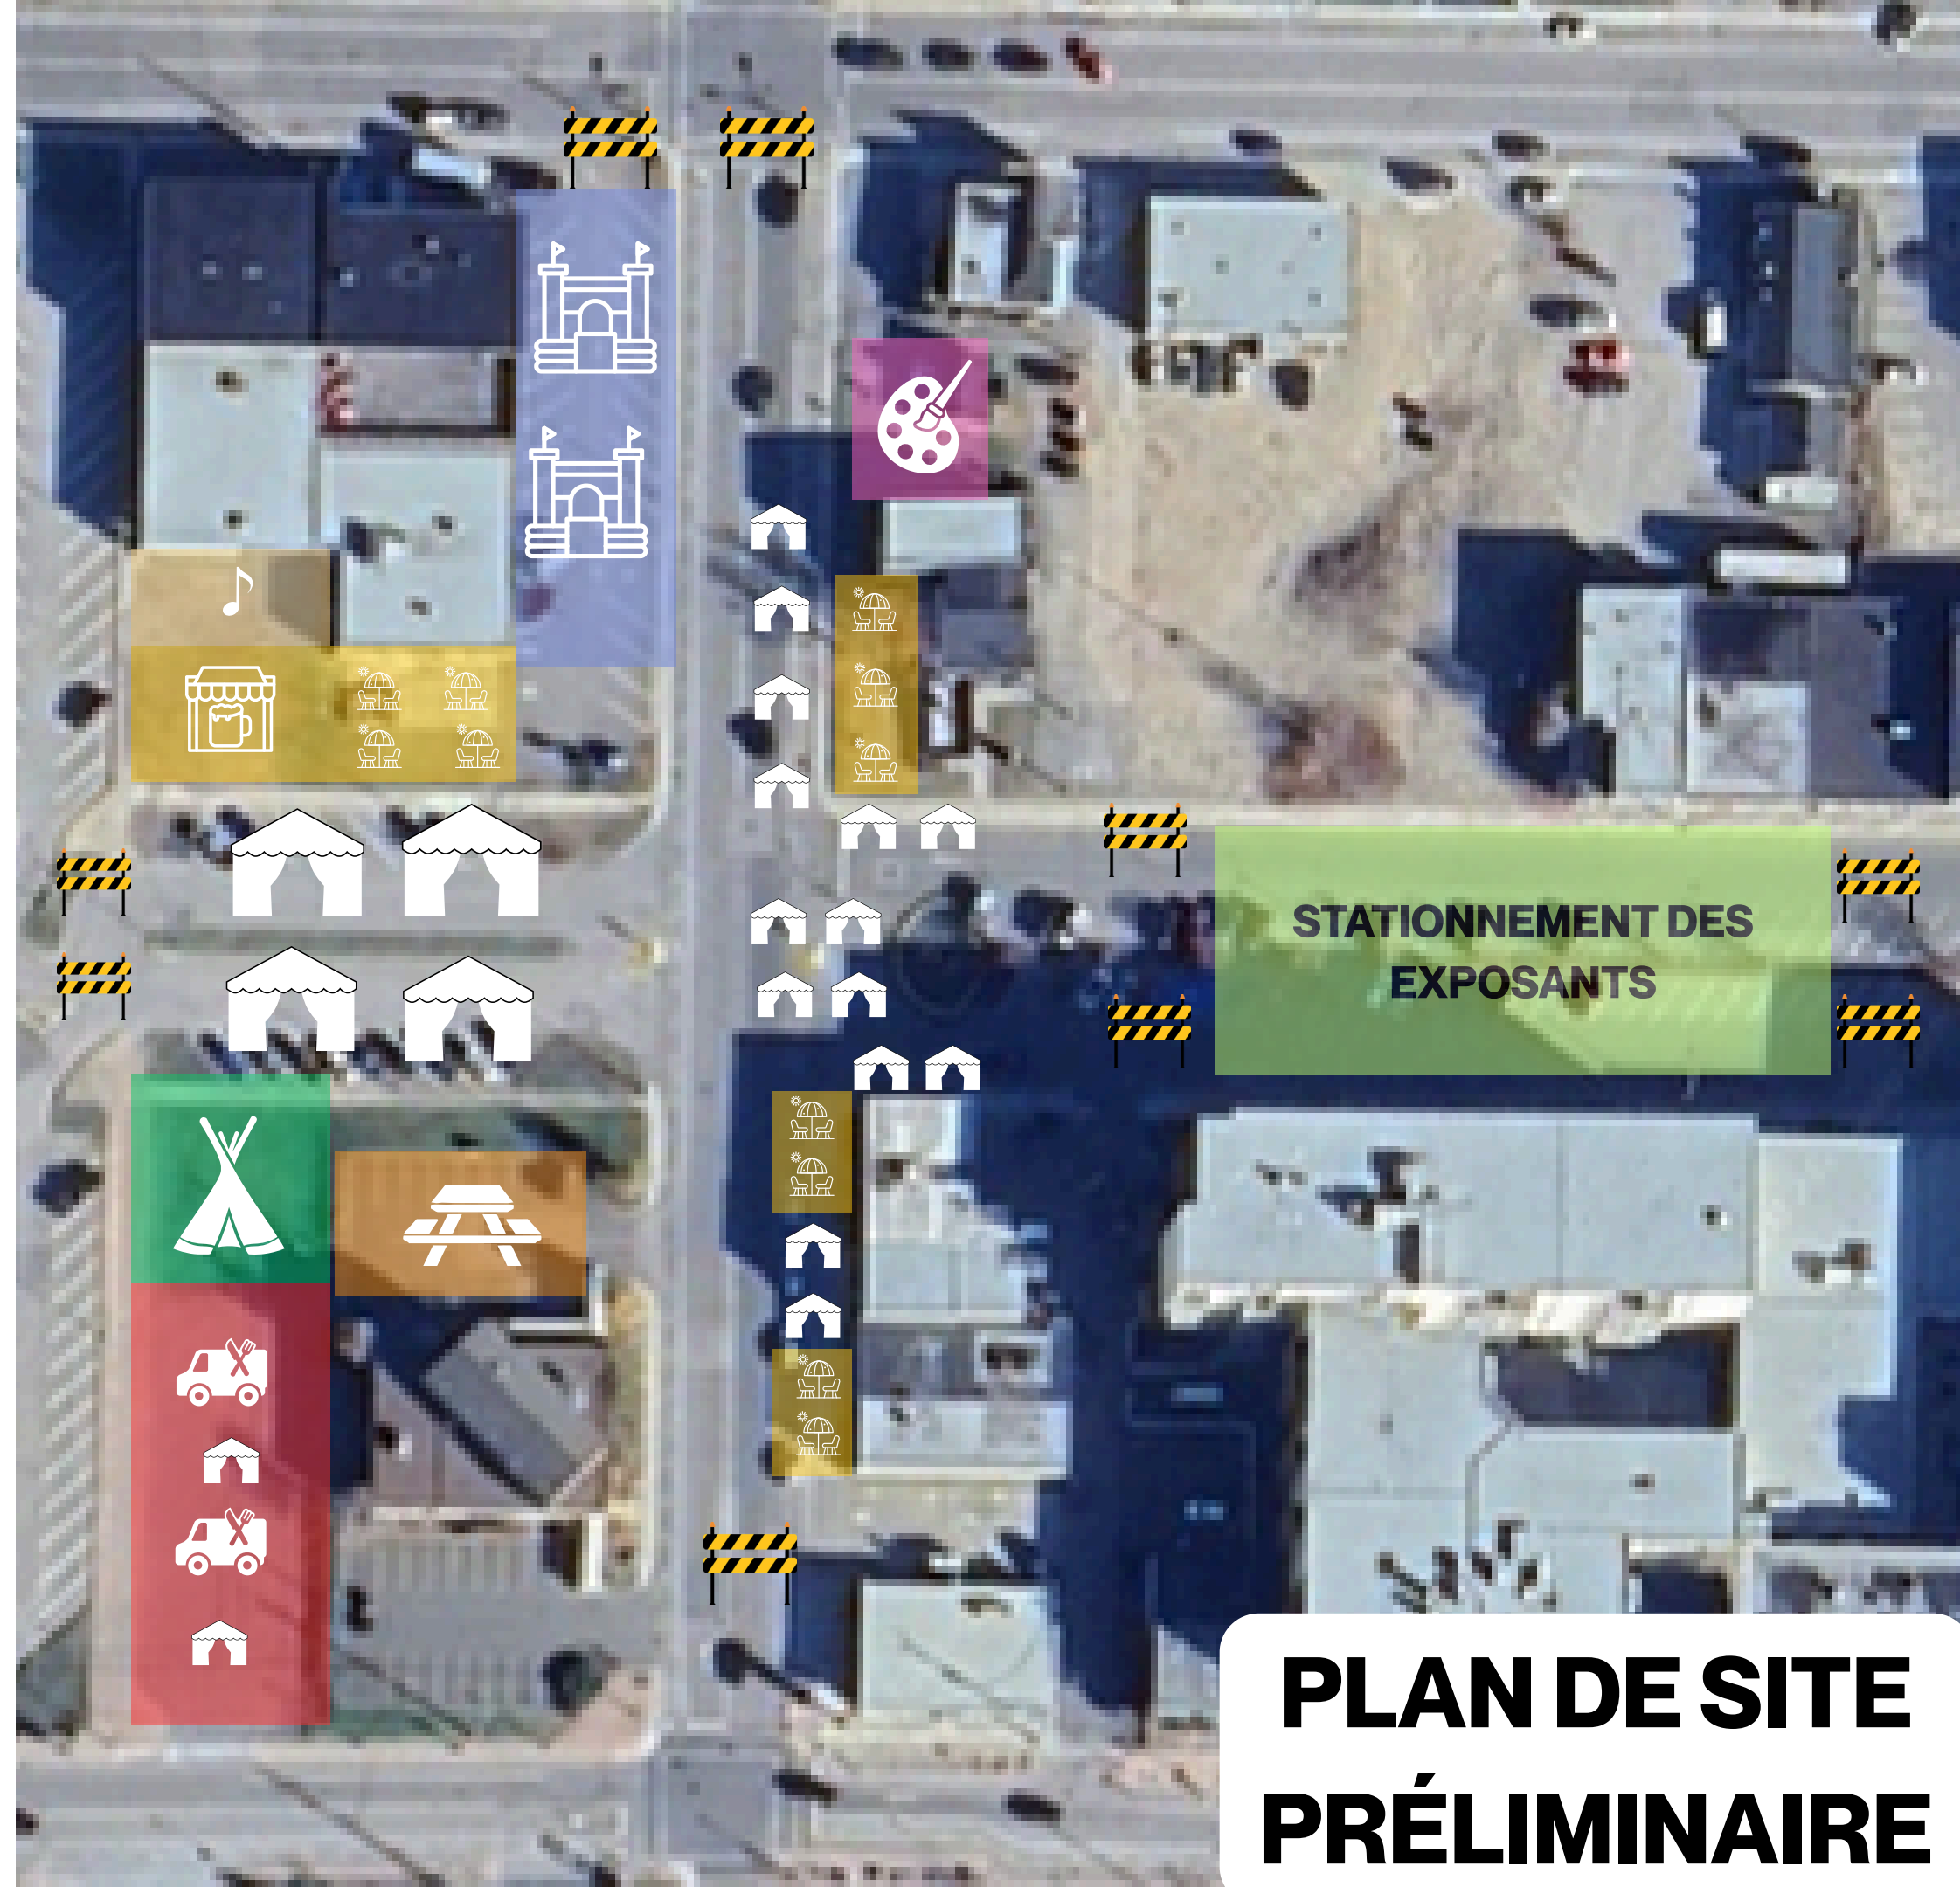 STATIONNEMENT DES
EXPOSANTS
PLAN DE SITE
PRÉLIMINAIRE